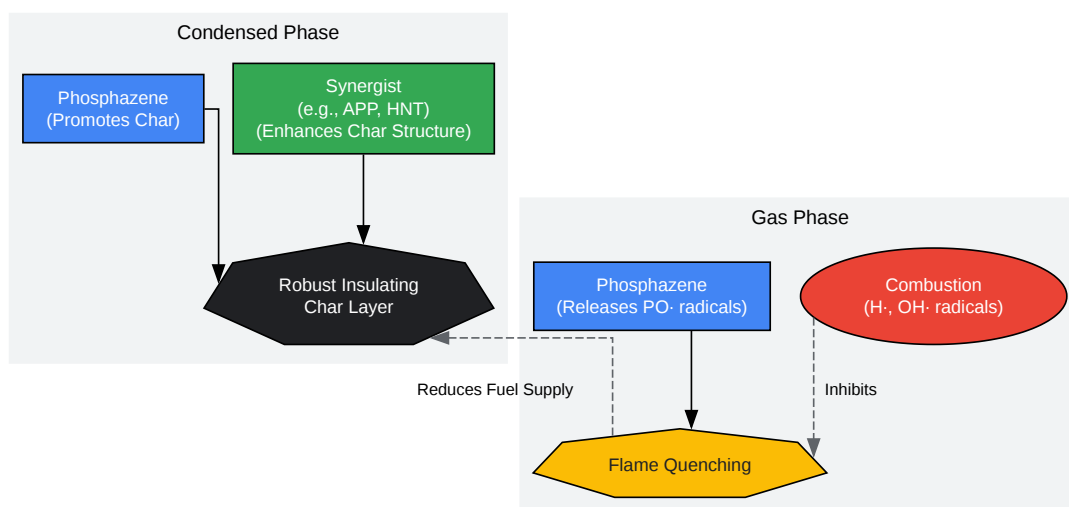 Condensed Phase
Phosphazene
(Promotes Char)
Synergist
(e.g., APP, HNT)
(Enhances Char Structure)
Robust Insulating
Char Layer
Gas Phase
Phosphazene
(Releases PO· radicals)
Combustion
(H·, OH· radicals)
Reduces Fuel Supply
Inhibits
Flame Quenching